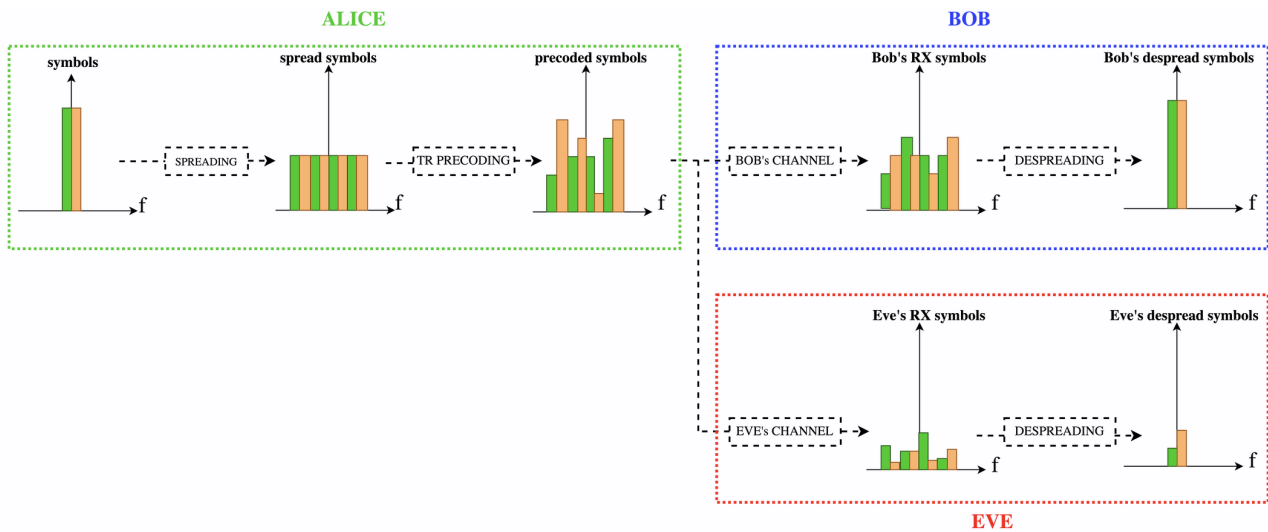 ALICE
BOB
symbols
spread symbols
precoded symbols
Bob's RX symbols
Bob's despread symbols
SPREADING
TR PRECODING
BOB's CHANNEL
DESPREADING
f
f
f
f
f
Eve's RX symbols
Eve's despread symbols
EVE's CHANNEL
DESPREADING
f
f
EVE